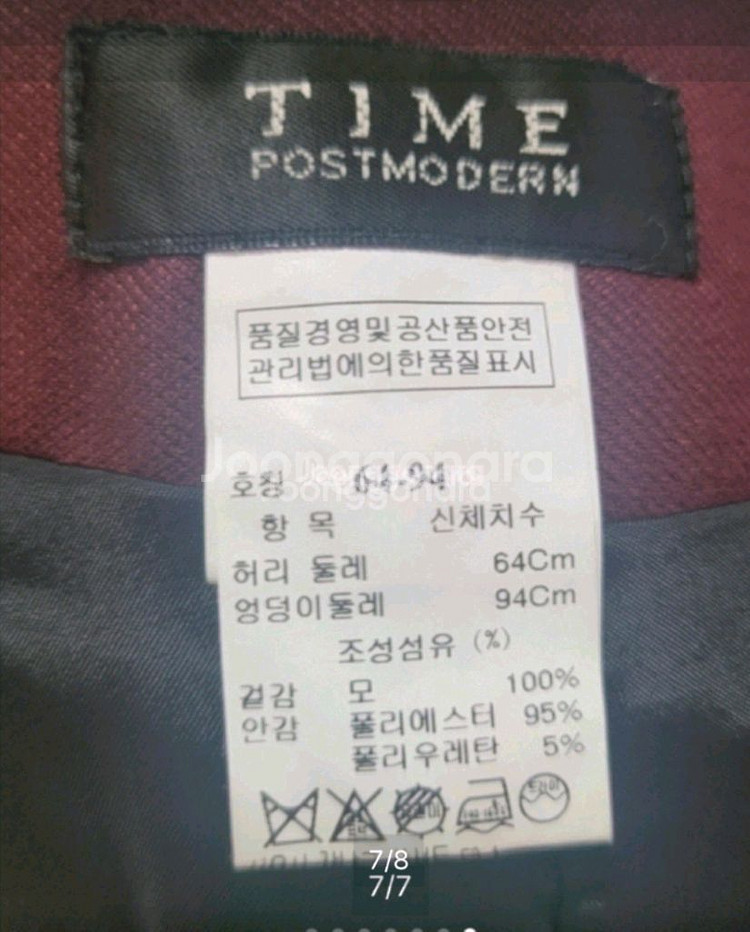 TIME
POSTMODERN
품질경영및공산품안전
관리법에의한품질표시
Joonggonara
호칭 64-94
항 목 신체치수
허리 둘레 64Cm
엉덩이둘레 94Cm
조성섬유 (%)
겉감 모 100%
안감 폴리에스터 95%
폴리우레탄 5%
7/8
7/7